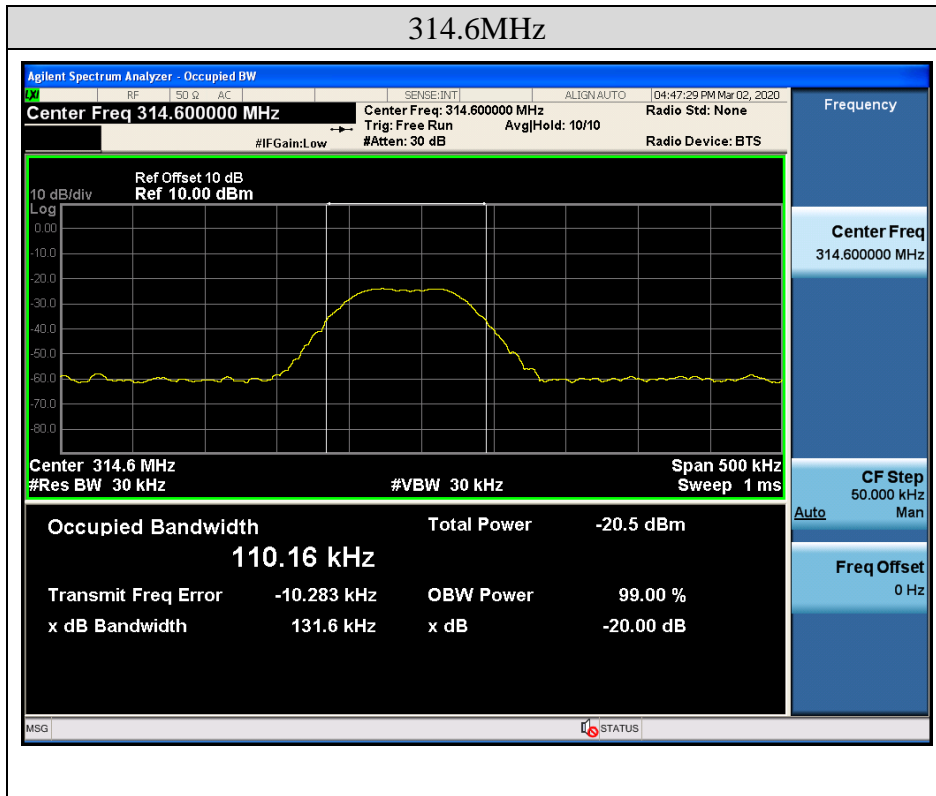 314.6MHz
Agilent Spectrum Analyzer - Occupied BW
LXI RF 50 Ω AC SENSE:INT ALIGN AUTO 04:47:29 PM Mar 02, 2020
Center Freq 314.600000 MHz
Center Freq: 314.600000 MHz Radio Std: None
Trig: Free Run Avg|Hold: 10/10
#IFGain:Low #Atten: 30 dB Radio Device: BTS
Ref Offset 10 dB
10 dB/div Ref 10.00 dBm
Log
0.00
-10.0
-20.0
-30.0
-40.0
-50.0
-60.0
-70.0
-80.0
Center 314.6 MHz Span 500 kHz
#Res BW 30 kHz #VBW 30 kHz Sweep 1 ms
Occupied Bandwidth Total Power -20.5 dBm
110.16 kHz
Transmit Freq Error -10.283 kHz OBW Power 99.00 %
x dB Bandwidth 131.6 kHz x dB -20.00 dB
Frequency
Center Freq
314.600000 MHz
CF Step
50.000 kHz
Auto Man
Freq Offset
0 Hz
MSG STATUS